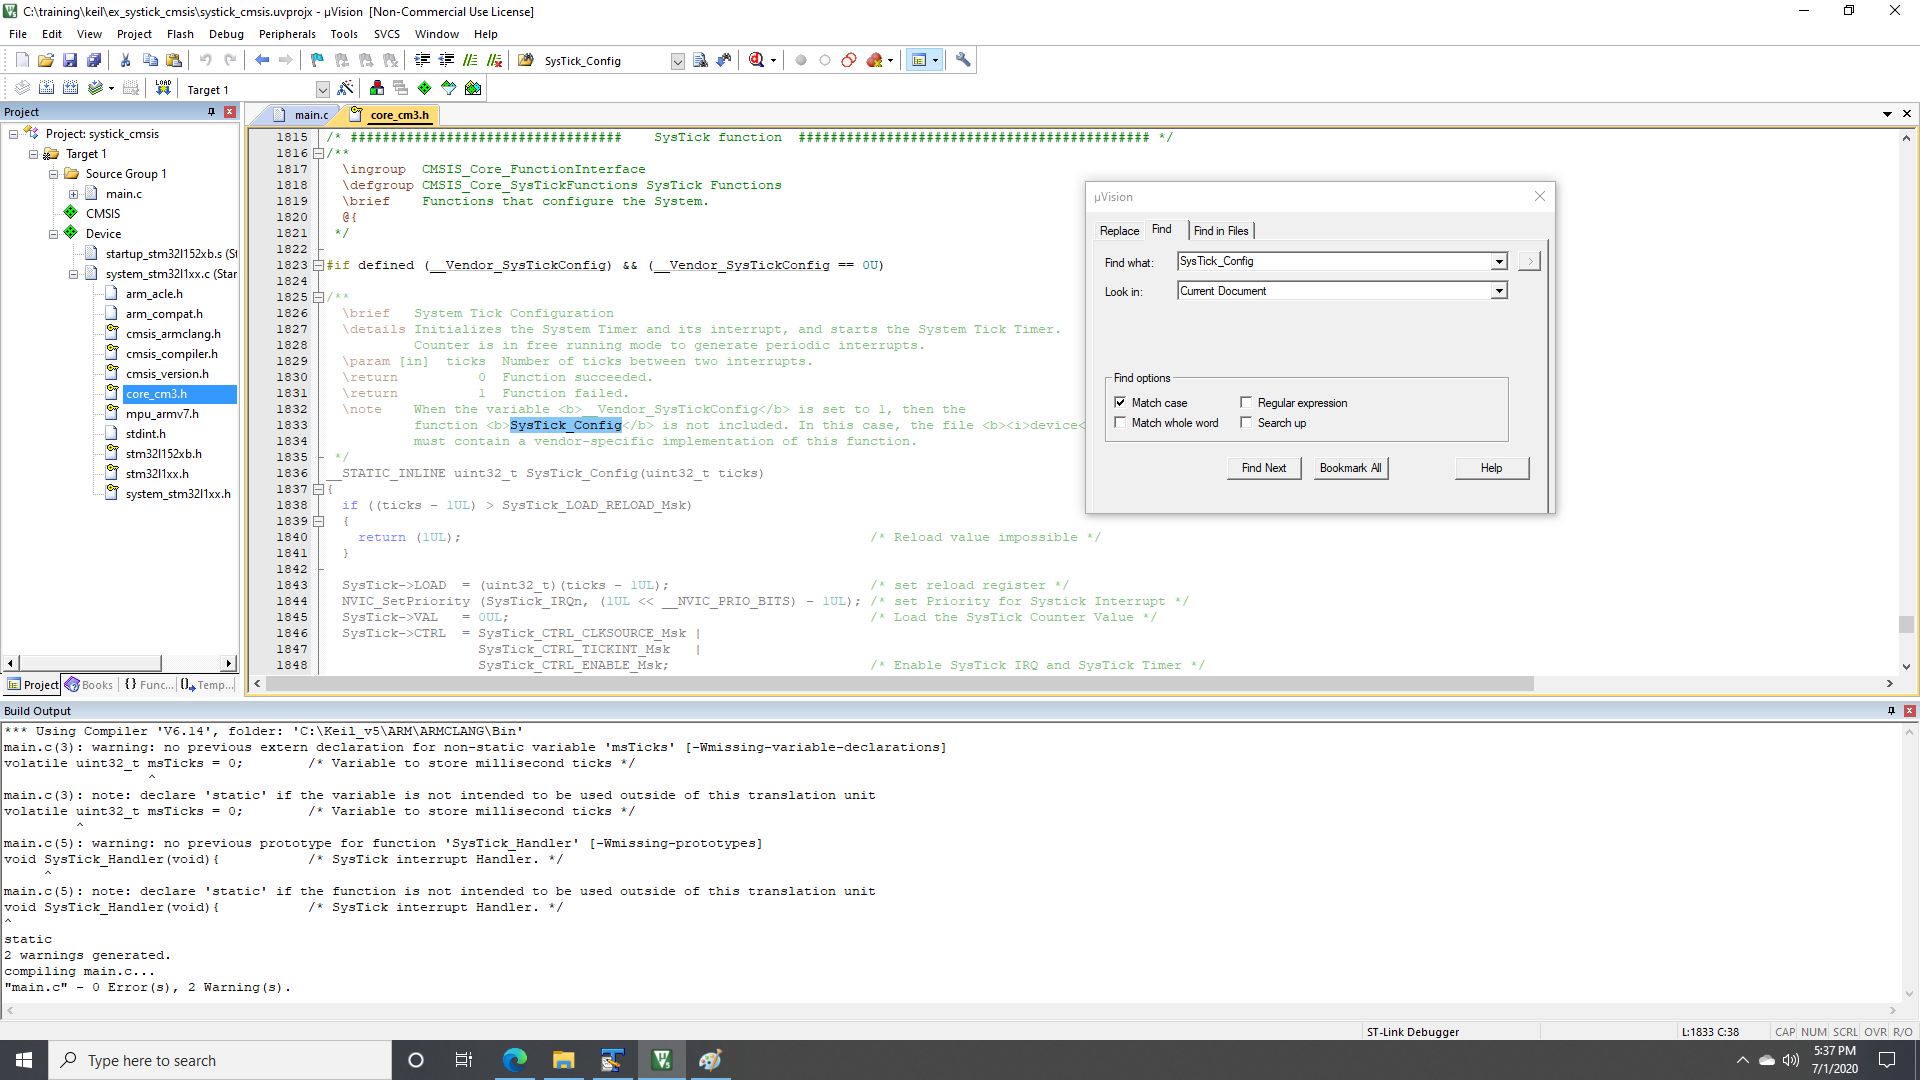 C:\training\keil\ex_systick_cmsis\systick_cmsis.uvprojx - µVision  [Non-Commercial Use License]
File Edit View Project Flash Debug Peripherals Tools SVCS Window Help
SysTick_Config
LOAD
Target 1
Project
Project: systick_cmsis
Target 1
Source Group 1
main.c
CMSIS
Device
startup_stm32l152xb.s (St
system_stm32l1xx.c (Star
arm_acle.h
arm_compat.h
cmsis_armclang.h
cmsis_compiler.h
cmsis_version.h
core_cm3.h
mpu_armv7.h
stdint.h
stm32l152xb.h
stm32l1xx.h
system_stm32l1xx.h
Project Books {} Func... Temp...
main.c core_cm3.h
1815 /* ##################################    SysTick function  ############################################ */
1816 /**
1817   \ingroup  CMSIS_Core_FunctionInterface
1818   \defgroup CMSIS_Core_SysTickFunctions SysTick Functions
1819   \brief    Functions that configure the System.
1820   @{
1821  */
1822
1823 #if defined (__Vendor_SysTickConfig) && (__Vendor_SysTickConfig == 0U)
1824
1825 /**
1826   \brief   System Tick Configuration
1827   \details Initializes the System Timer and its interrupt, and starts the System Tick Timer.
1828            Counter is in free running mode to generate periodic interrupts.
1829   \param [in]  ticks  Number of ticks between two interrupts.
1830   \return          0  Function succeeded.
1831   \return          1  Function failed.
1832   \note    When the variable <b>__Vendor_SysTickConfig</b> is set to 1, then the
1833            function <b>SysTick_Config</b> is not included. In this case, the file <b><i>device<
1834            must contain a vendor-specific implementation of this function.
1835  */
1836 __STATIC_INLINE uint32_t SysTick_Config(uint32_t ticks)
1837 {
1838   if ((ticks - 1UL) > SysTick_LOAD_RELOAD_Msk)
1839   {
1840     return (1UL);                                                   /* Reload value impossible */
1841   }
1842
1843   SysTick->LOAD  = (uint32_t)(ticks - 1UL);                         /* set reload register */
1844   NVIC_SetPriority (SysTick_IRQn, (1UL << __NVIC_PRIO_BITS) - 1UL); /* set Priority for Systick Interrupt */
1845   SysTick->VAL   = 0UL;                                             /* Load the SysTick Counter Value */
1846   SysTick->CTRL  = SysTick_CTRL_CLKSOURCE_Msk |
1847                    SysTick_CTRL_TICKINT_Msk   |
1848                    SysTick_CTRL_ENABLE_Msk;                         /* Enable SysTick IRQ and SysTick Timer */
µVision
Replace Find Find in Files
Find what: SysTick_Config
Look in: Current Document
Find options
Match case Regular expression
Match whole word Search up
Find Next Bookmark All Help
Build Output
*** Using Compiler 'V6.14', folder: 'C:\Keil_v5\ARM\ARMCLANG\Bin'
main.c(3): warning: no previous extern declaration for non-static variable 'msTicks' [-Wmissing-variable-declarations]
volatile uint32_t msTicks = 0;        /* Variable to store millisecond ticks */
^
main.c(3): note: declare 'static' if the variable is not intended to be used outside of this translation unit
volatile uint32_t msTicks = 0;        /* Variable to store millisecond ticks */
^
main.c(5): warning: no previous prototype for function 'SysTick_Handler' [-Wmissing-prototypes]
void SysTick_Handler(void){           /* SysTick interrupt Handler. */
^
main.c(5): note: declare 'static' if the function is not intended to be used outside of this translation unit
void SysTick_Handler(void){           /* SysTick interrupt Handler. */
^
static
2 warnings generated.
compiling main.c...
"main.c" - 0 Error(s), 2 Warning(s).
ST-Link Debugger L:1833 C:38 CAP NUM SCRL OVR R/O
Type here to search
5:37 PM
7/1/2020